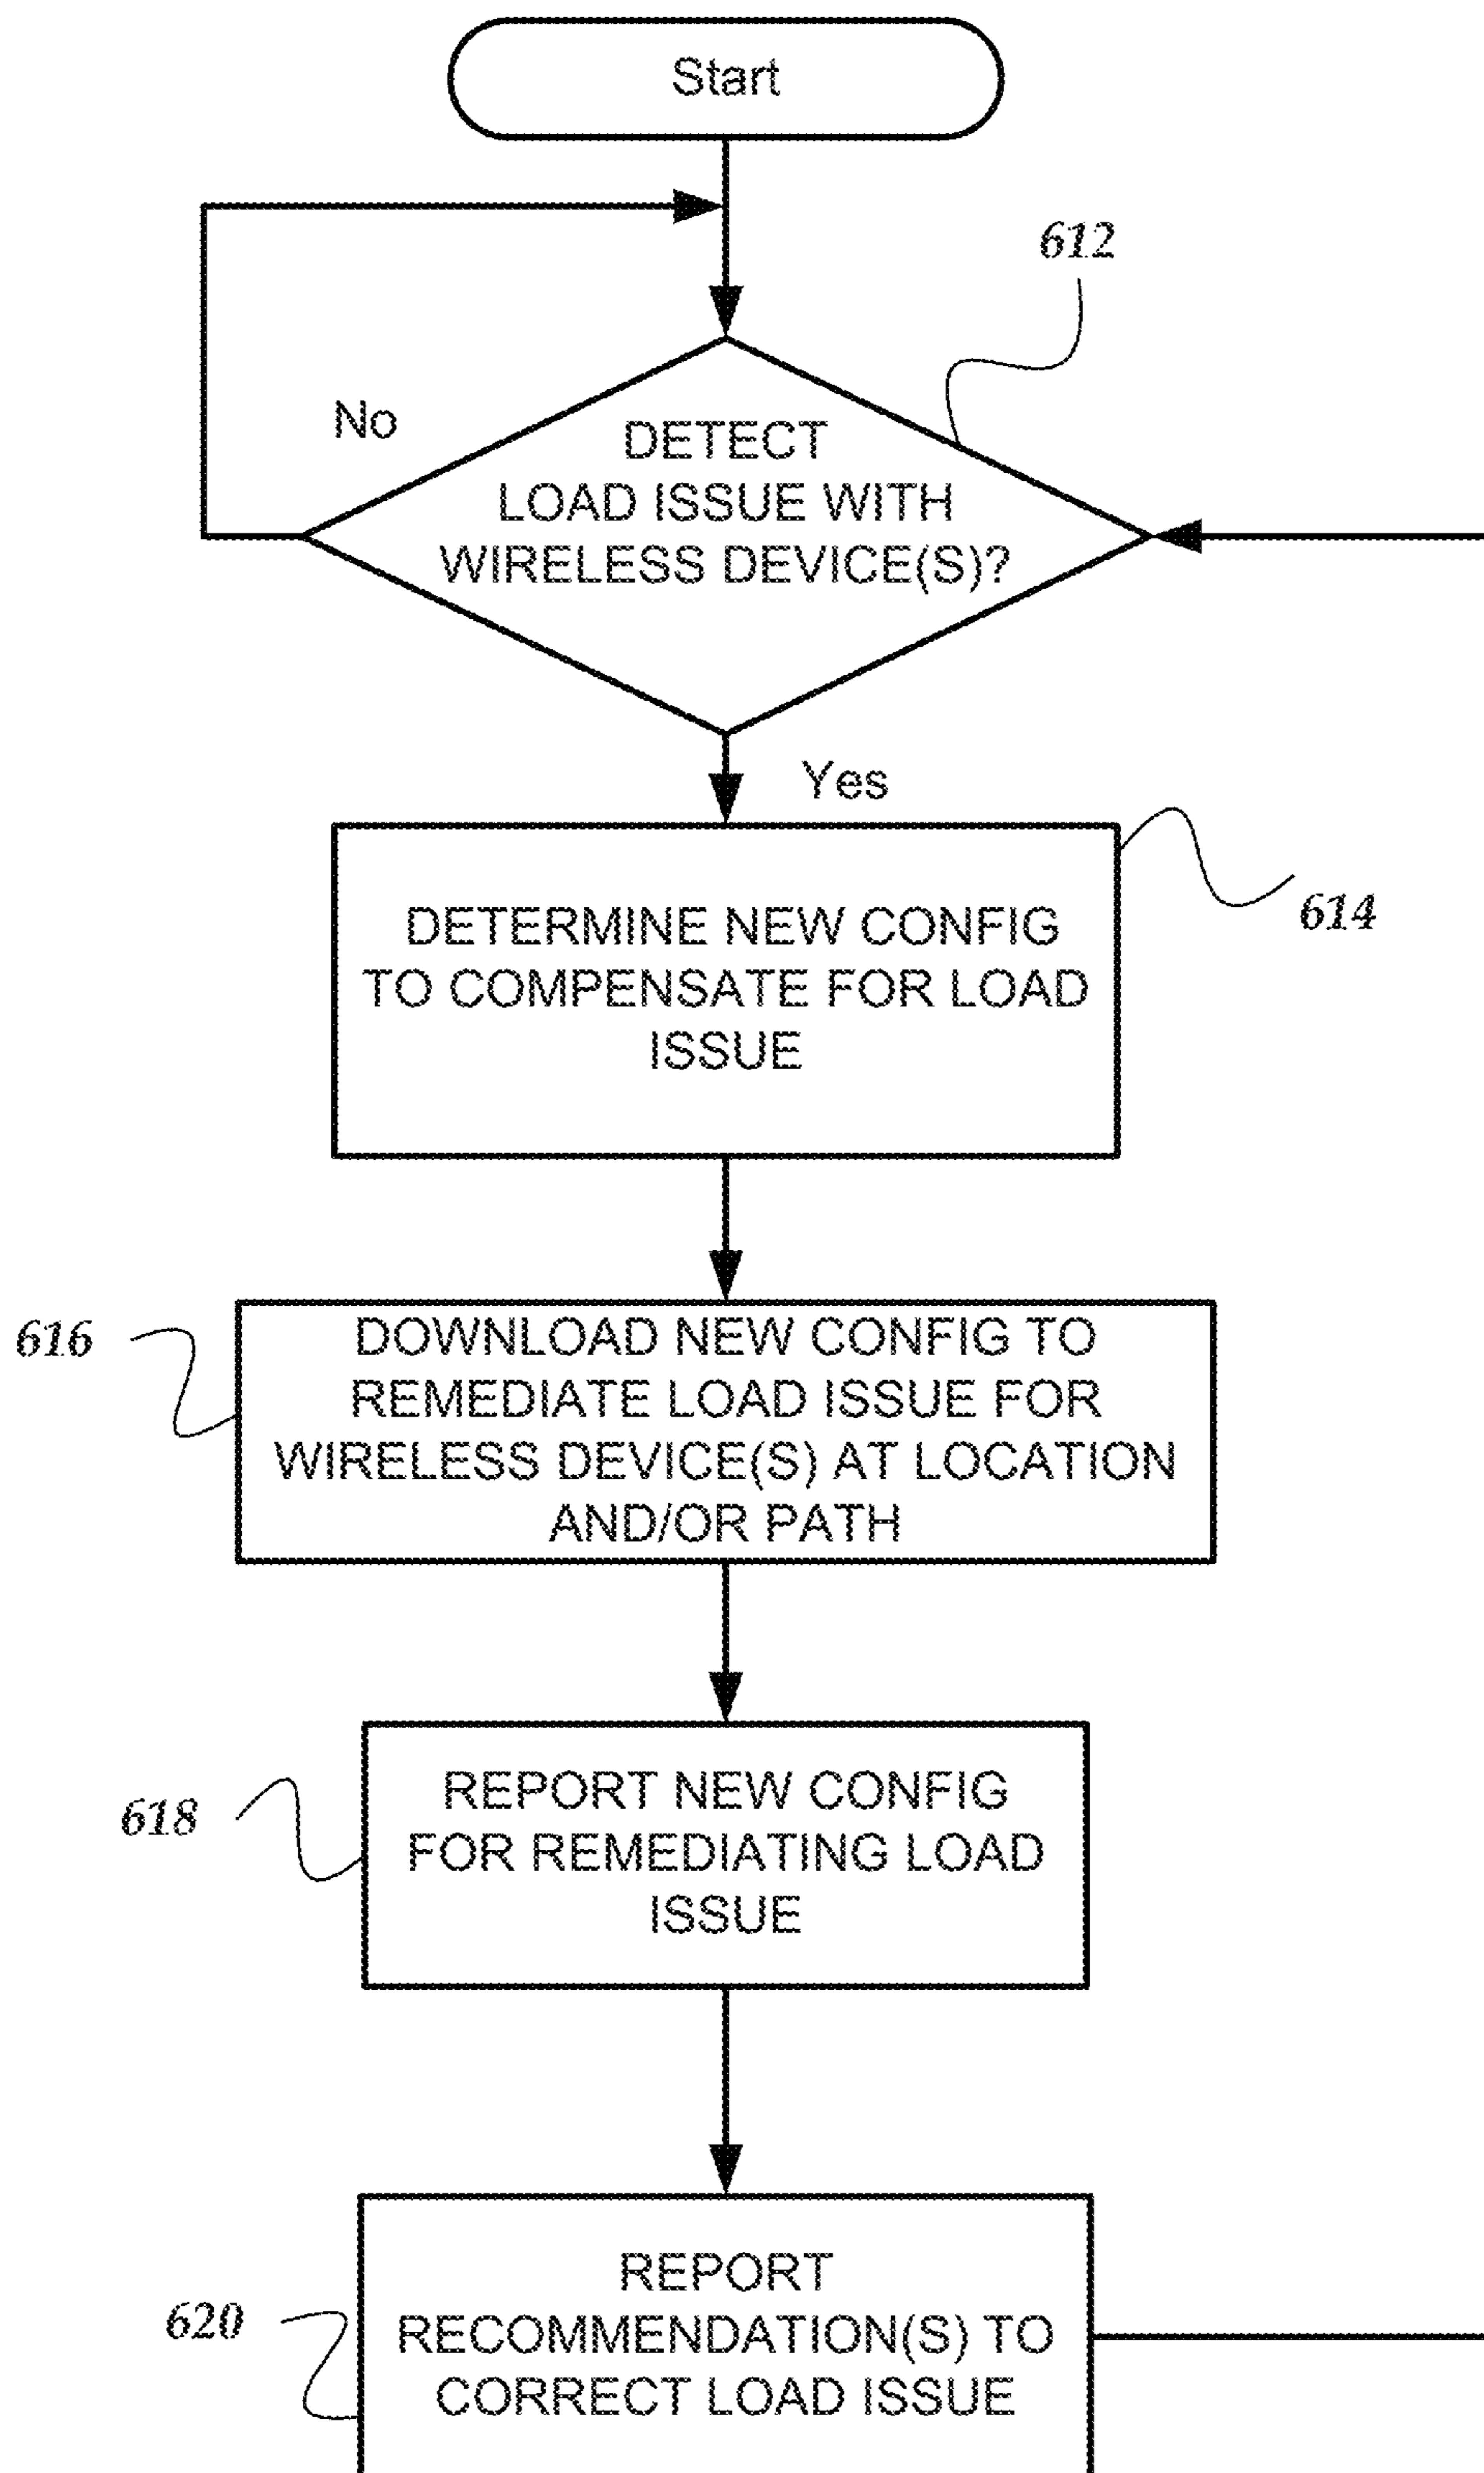 Start
612
No
DETECT
LOAD ISSUE WITH
WIRELESS DEVICE(S)?
Yes
614
DETERMINE NEW CONFIG
TO COMPENSATE FOR LOAD
ISSUE
616
DOWNLOAD NEW CONFIG TO
REMEDIATE LOAD ISSUE FOR
WIRELESS DEVICE(S) AT LOCATION
AND/OR PATH
618
REPORT NEW CONFIG
FOR REMEDIATING LOAD
ISSUE
620
REPORT
RECOMMENDATION(S) TO
CORRECT LOAD ISSUE